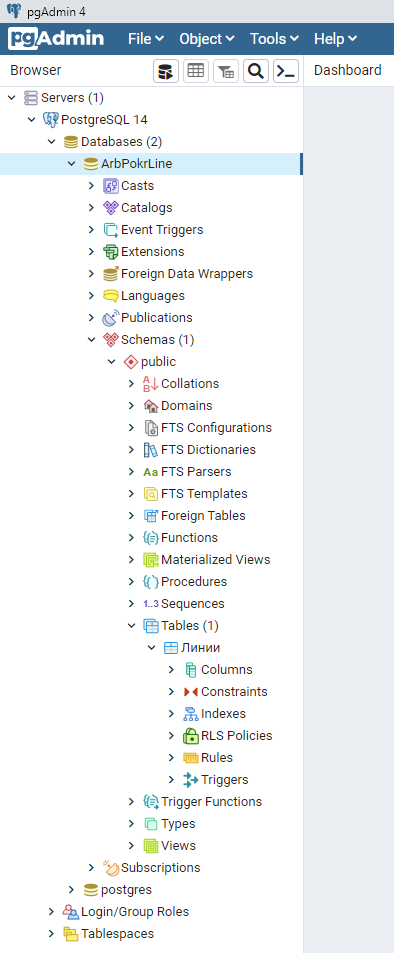 pgAdmin 4
pgAdmin File Object Tools Help
Browser Dashboard
Servers (1)
PostgreSQL 14
Databases (2)
ArbPokrLine
Casts
Catalogs
Event Triggers
Extensions
Foreign Data Wrappers
Languages
Publications
Schemas (1)
public
Collations
Domains
FTS Configurations
FTS Dictionaries
Aa FTS Parsers
FTS Templates
Foreign Tables
Functions
Materialized Views
Procedures
1..3 Sequences
Tables (1)
Линии
Columns
Constraints
Indexes
RLS Policies
Rules
Triggers
Trigger Functions
Types
Views
Subscriptions
postgres
Login/Group Roles
Tablespaces